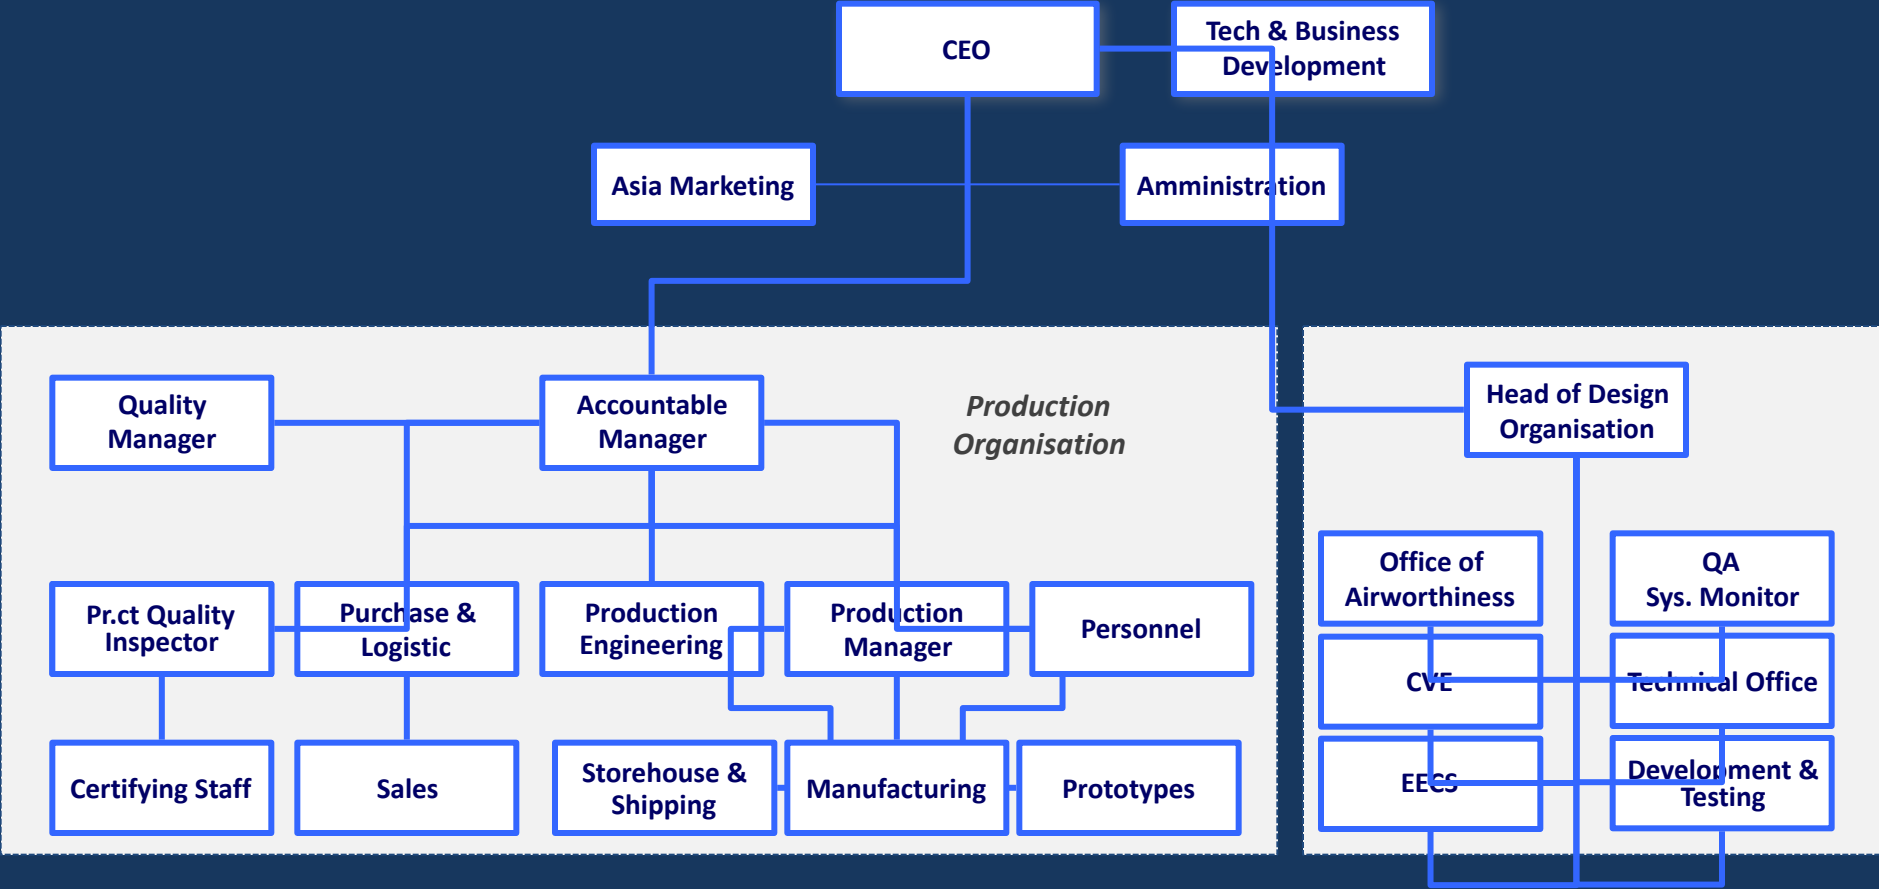 CEO
Tech & Business
Development
Asia Marketing
Amministration
Quality
Manager
Accountable
Manager
Production
Organisation
Head of Design
Organisation
Office of
Airworthiness
QA
Sys. Monitor
Pr.ct Quality
Inspector
Purchase &
Logistic
Production
Engineering
Production
Manager
Personnel
CVE
Technical Office
Certifying Staff
Sales
Storehouse &
Shipping
Manufacturing
Prototypes
EECS
Development &
Testing